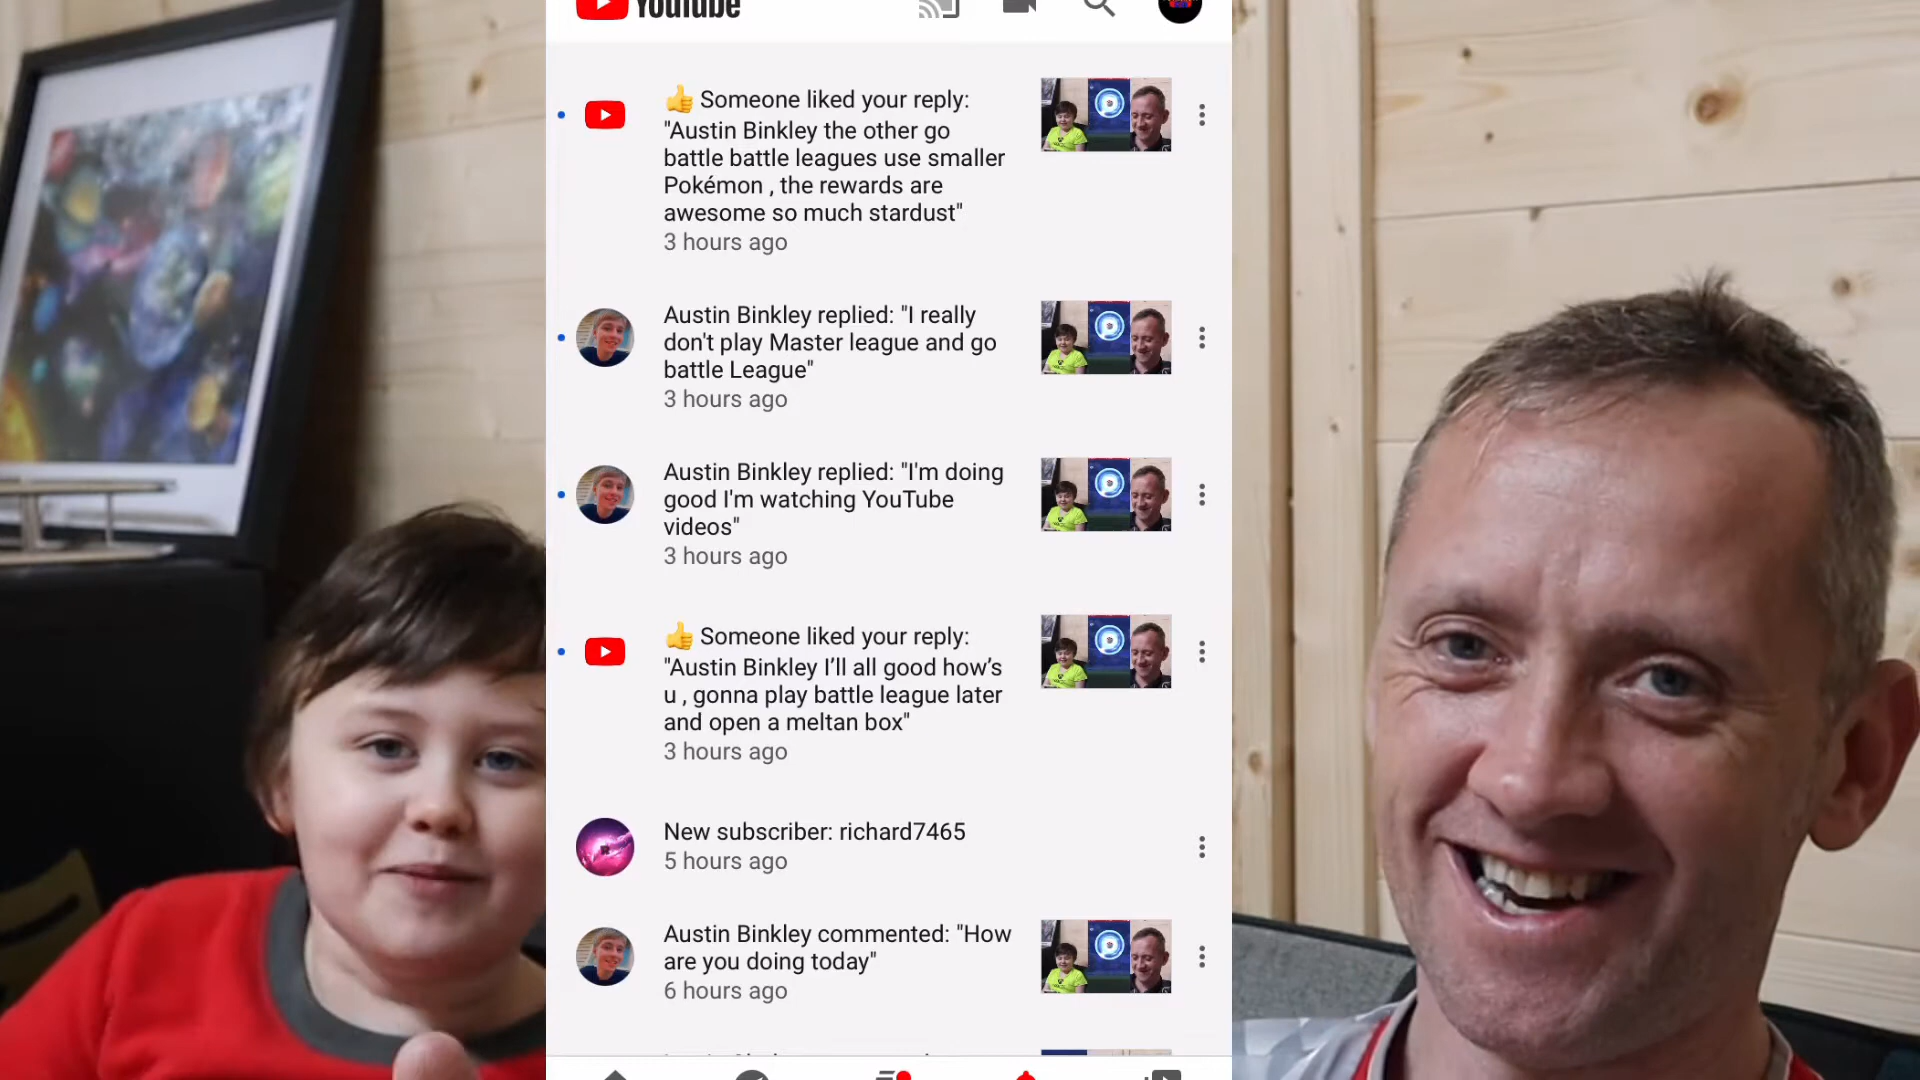 YouTube
👍 Someone liked your reply:
"Austin Binkley the other go
battle battle leagues use smaller
Pokémon , the rewards are
awesome so much stardust"
3 hours ago
Austin Binkley replied: "I really
don't play Master league and go
battle League"
3 hours ago
Austin Binkley replied: "I'm doing
good I'm watching YouTube
videos"
3 hours ago
👍 Someone liked your reply:
"Austin Binkley I’ll all good how’s
u , gonna play battle league later
and open a meltan box"
3 hours ago
New subscriber: richard7465
5 hours ago
Austin Binkley commented: "How
are you doing today"
6 hours ago